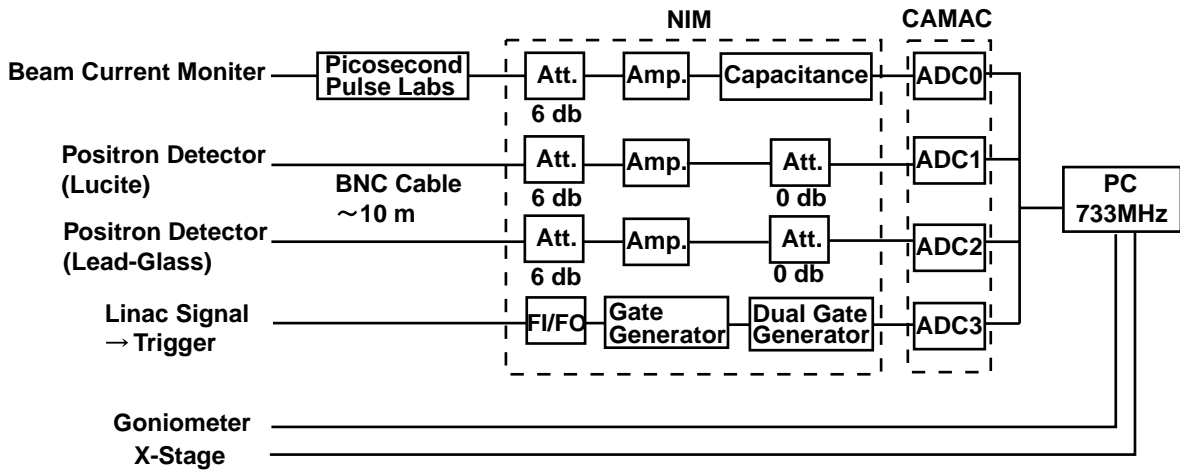 NIM
CAMAC
Beam Current Moniter
Picosecond
Pulse Labs
Att.
6 db
Amp.
Capacitance
ADC0
Positron Detector
(Lucite)
BNC Cable
～10 m
Att.
6 db
Amp.
Att.
0 db
ADC1
PC
733MHz
Positron Detector
(Lead-Glass)
Att.
6 db
Amp.
Att.
0 db
ADC2
Linac Signal
→ Trigger
FI/FO
Gate
Generator
Dual Gate
Generator
ADC3
Goniometer
X-Stage